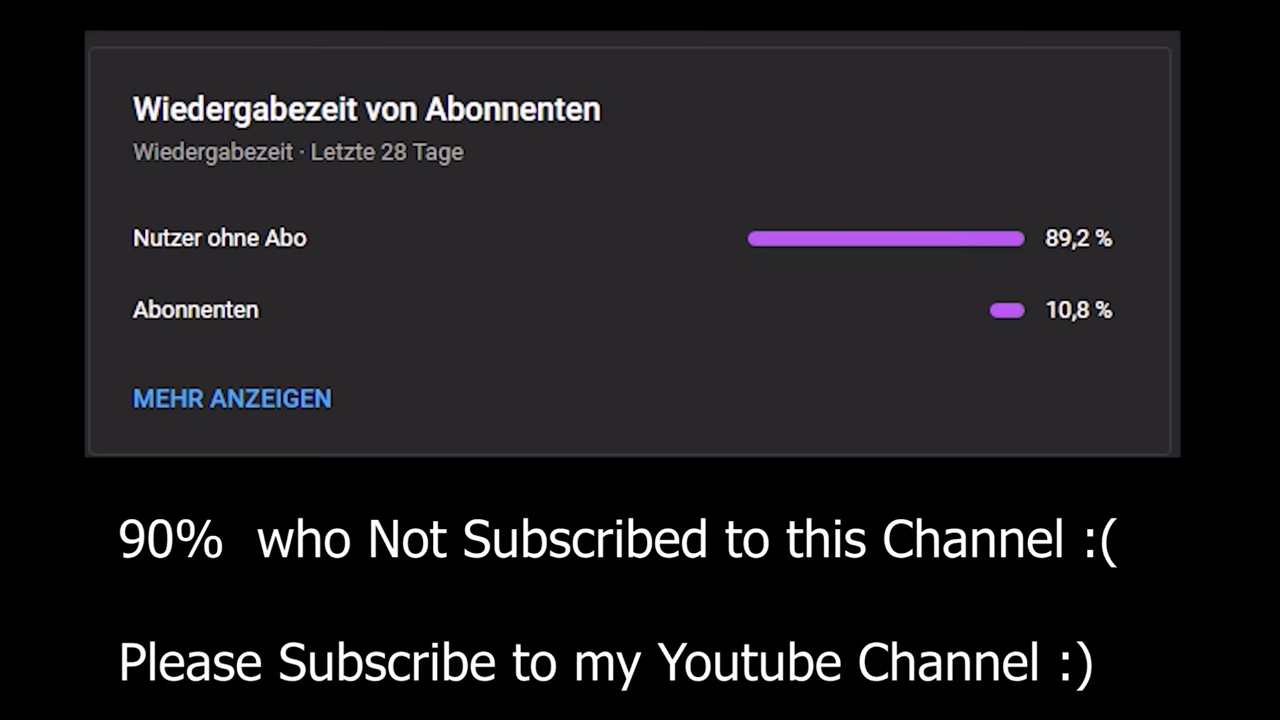 Wiedergabezeit von Abonnenten
Wiedergabezeit · Letzte 28 Tage
Nutzer ohne Abo 89,2 %
Abonnenten 10,8 %
MEHR ANZEIGEN
90% who Not Subscribed to this Channel :(
Please Subscribe to my Youtube Channel :)